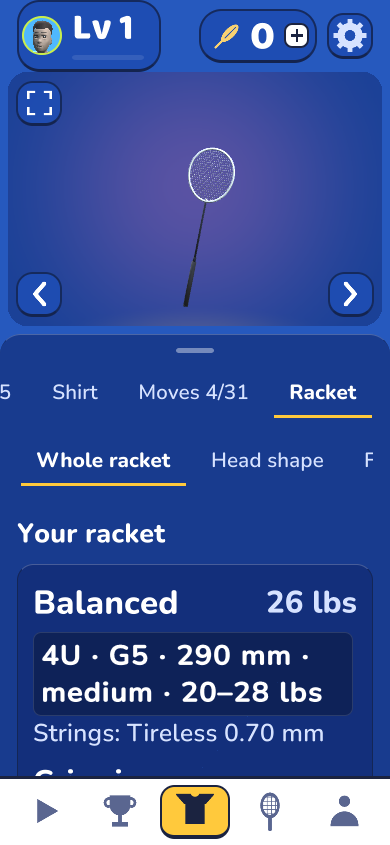 Lv 1
0
5 Shirt Moves 4/31 Racket
Whole racket Head shape
Your racket
Balanced 26 lbs
4U · G5 · 290 mm ·
medium · 20–28 lbs
Strings: Tireless 0.70 mm